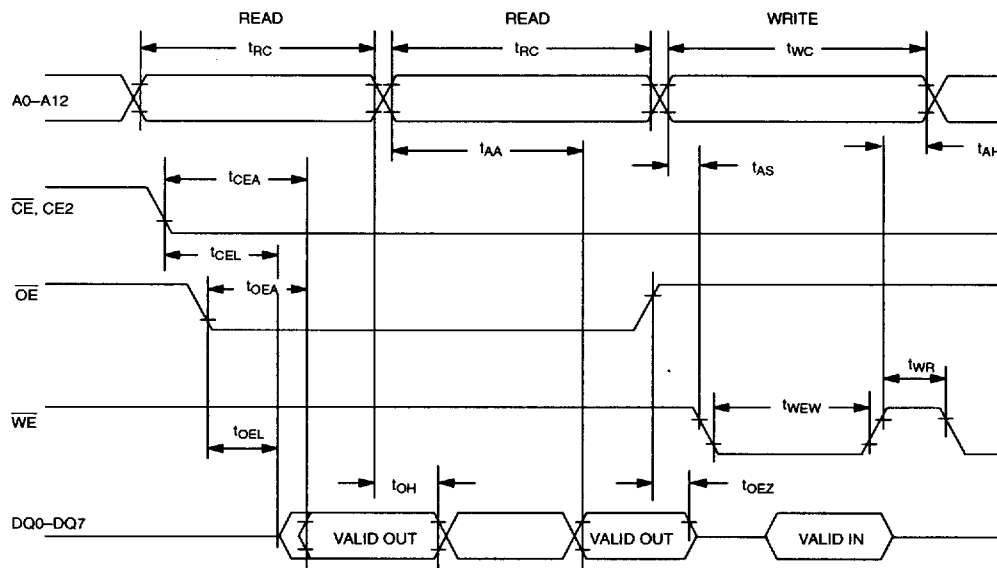 READ READ WRITE
tRC tRC tWC
A0–A12
tAA tAS tAH
tCEA
CE, CE2
tCEL
OE tOEA
tWR
WE tWEW
tOEL
tOH tOEZ
DQ0–DQ7 VALID OUT VALID OUT VALID IN